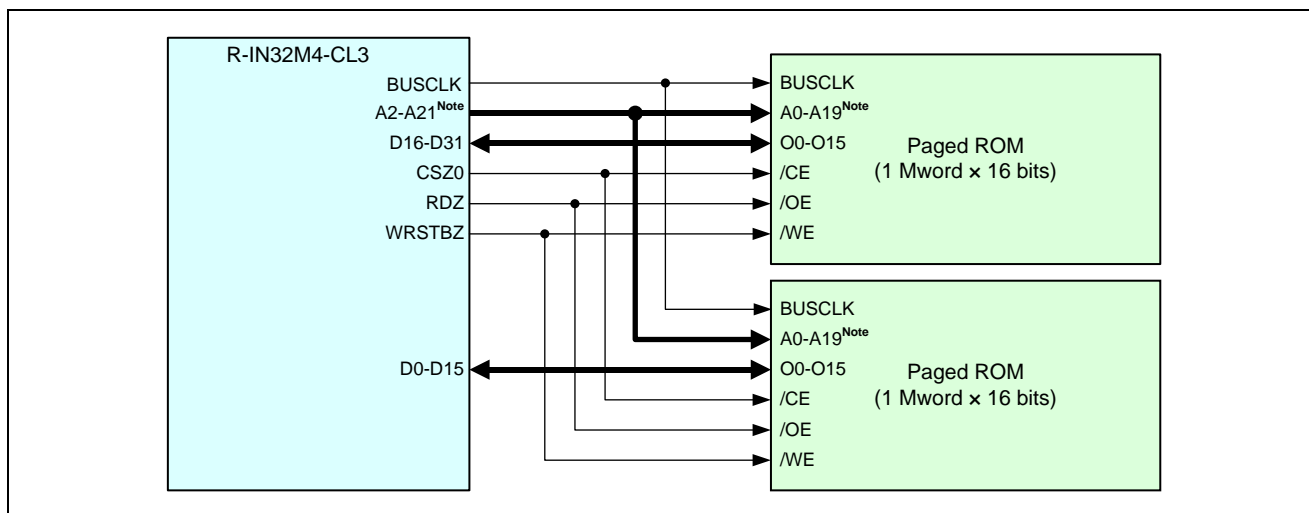 R-IN32M4-CL3
BUSCLK
A2-A21Note
D16-D31
CSZ0
RDZ
WRSTBZ
D0-D15
BUSCLK
A0-A19Note
O0-O15
/CE
/OE
/WE
Paged ROM
(1 Mword × 16 bits)
BUSCLK
A0-A19Note
O0-O15
/CE
/OE
/WE
Paged ROM
(1 Mword × 16 bits)